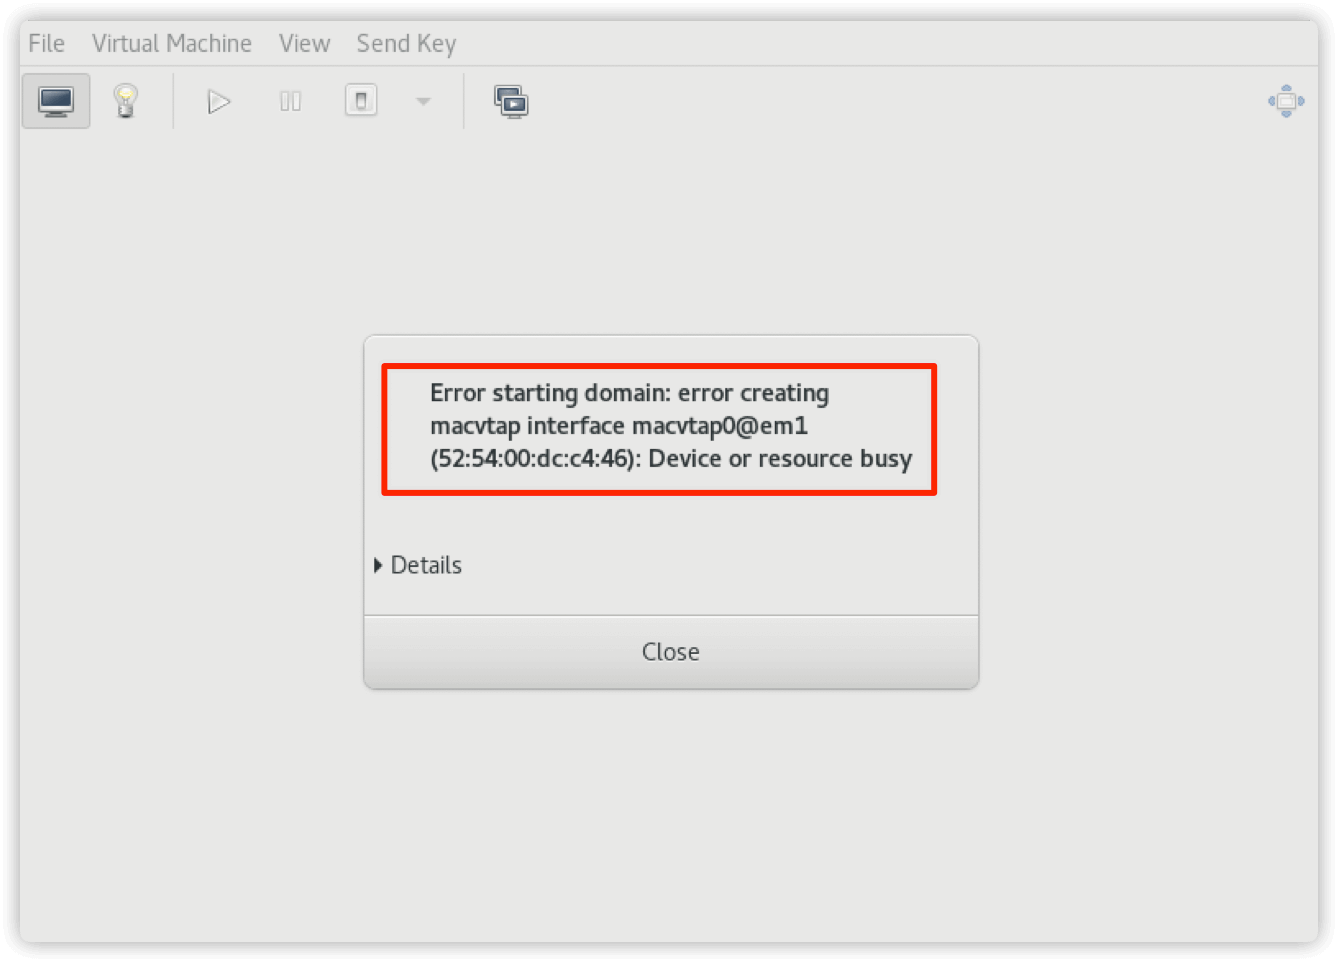 File Virtual Machine View Send Key
Error starting domain: error creating
macvtap interface macvtap0@em1
(52:54:00:dc:c4:46): Device or resource busy
Details
Close